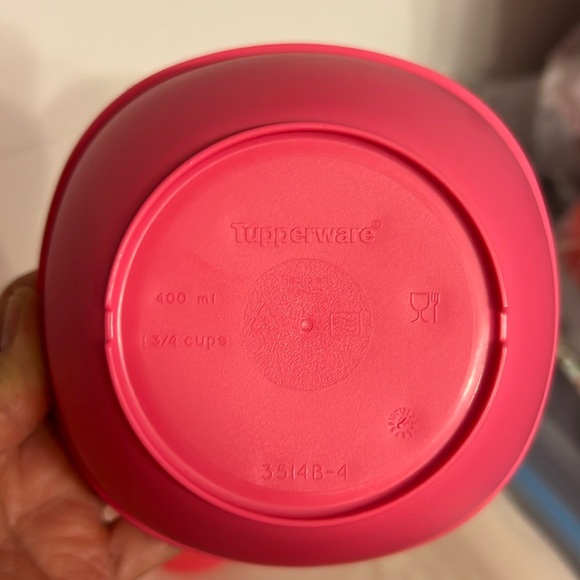 Tupperware®
400 ml
1 3/4 cups
3514B-4